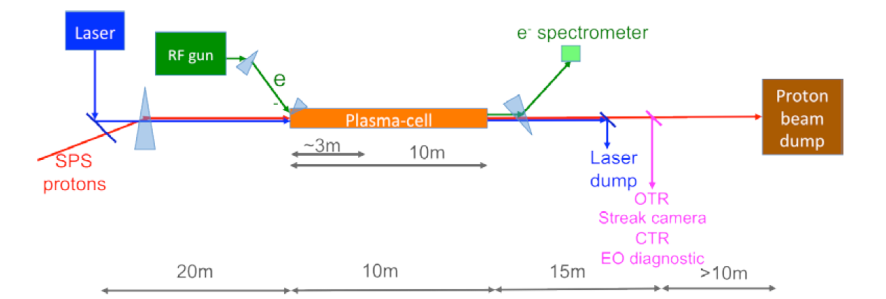 Laser
RF gun
e
-
e- spectrometer
Plasma-cell
Proton
beam
dump
SPS
protons
~3m
10m
Laser
dump
OTR
Streak camera
CTR
EO diagnostic
20m
10m
15m
>10m